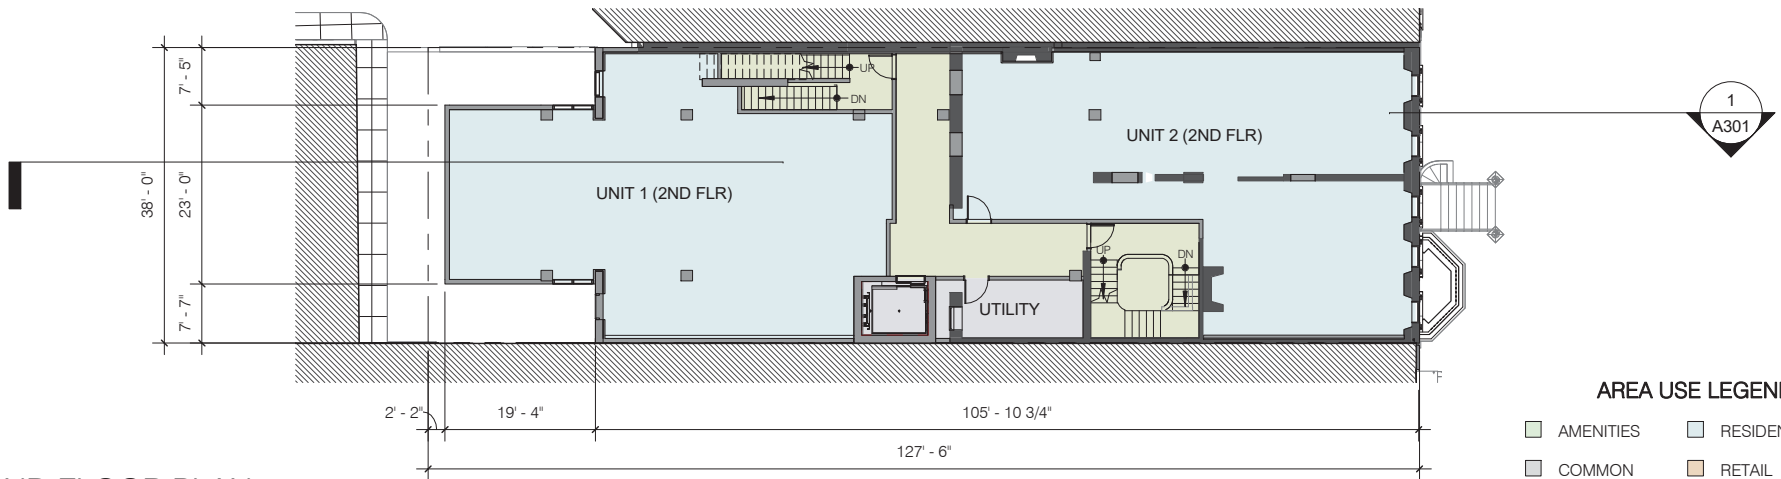 7' - 5"
38' - 0"
23' - 0"
7' - 7"
UP
DN
UNIT 1 (2ND FLR)
UNIT 2 (2ND FLR)
1
A301
UP
DN
UTILITY
2' - 2"
19' - 4"
105' - 10 3/4"
127' - 6"
AREA USE LEGEN
AMENITIES
RESIDEN
COMMON
RETAIL